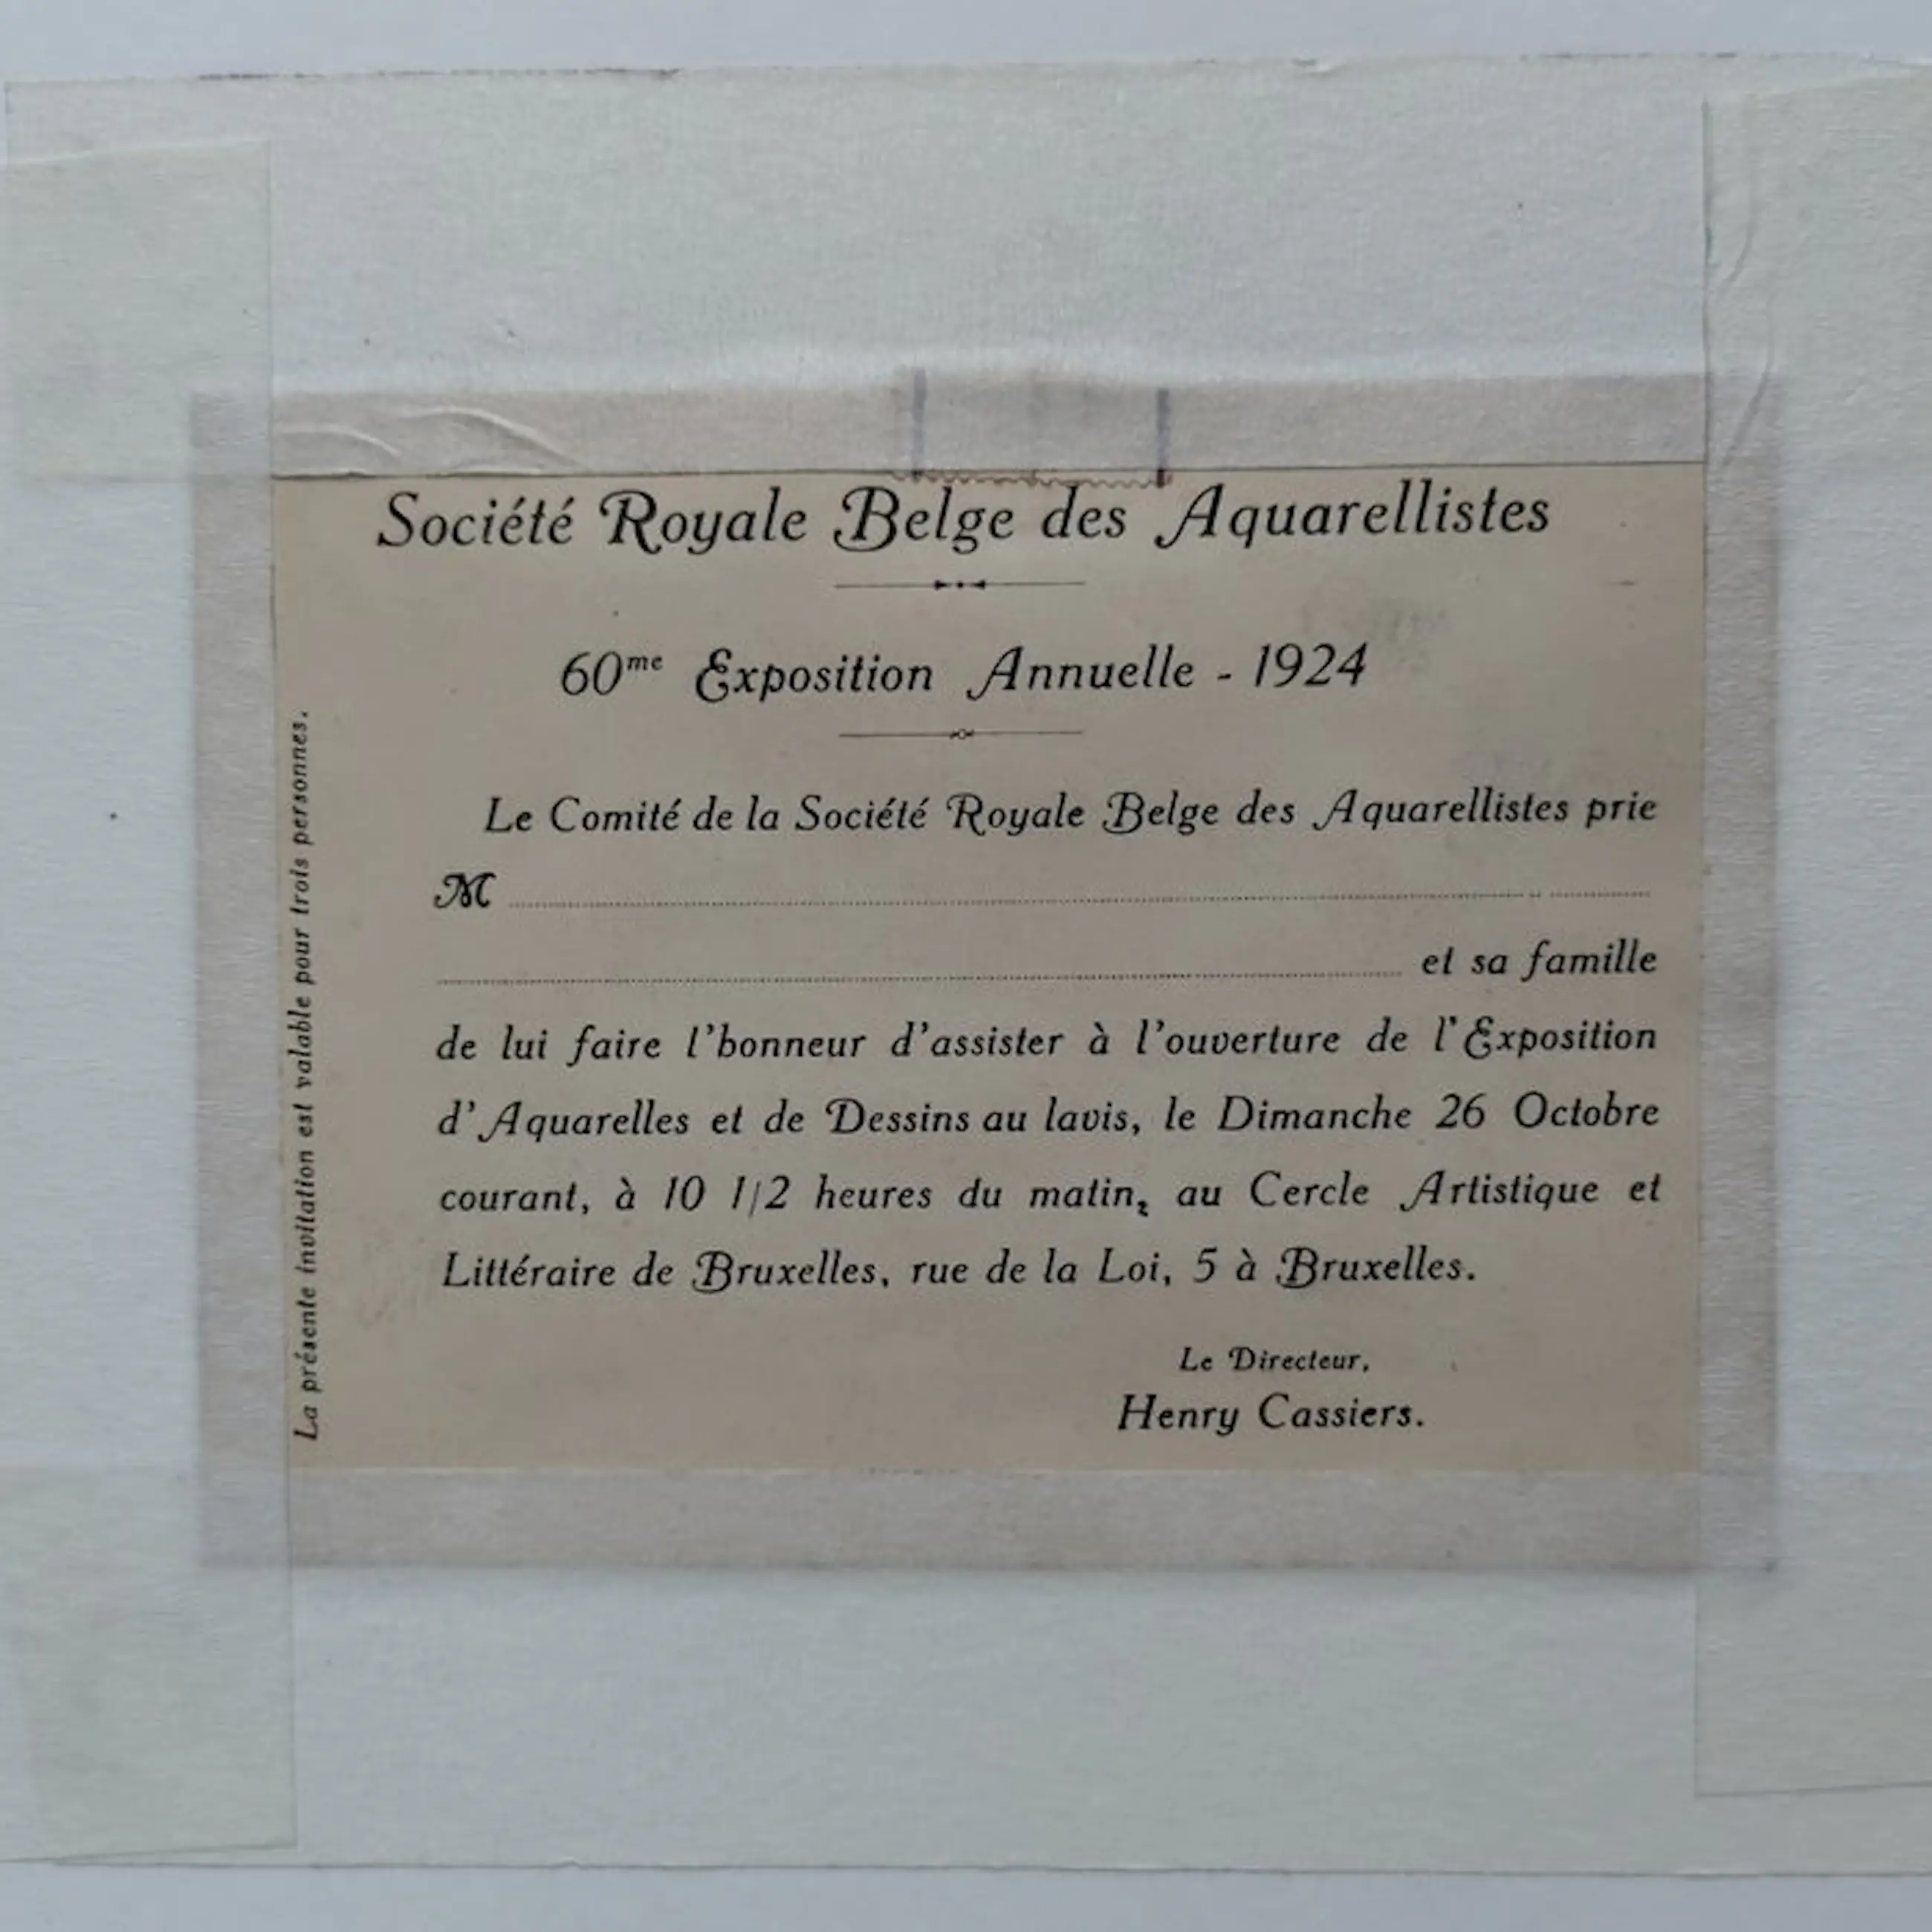 Société Royale Belge des Aquarellistes
60me Exposition Annuelle - 1924
Le Comité de la Société Royale Belge des Aquarellistes prie
M
et sa famille
de lui faire l'honneur d'assister à l'ouverture de l'Exposition
d'Aquarelles et de Dessins au lavis, le Dimanche 26 Octobre
courant, à 10 1/2 heures du matin, au Cercle Artistique et
Littéraire de Bruxelles, rue de la Loi, 5 à Bruxelles.
Le Directeur,
Henry Cassiers.
La présente invitation est valable pour trois personnes.